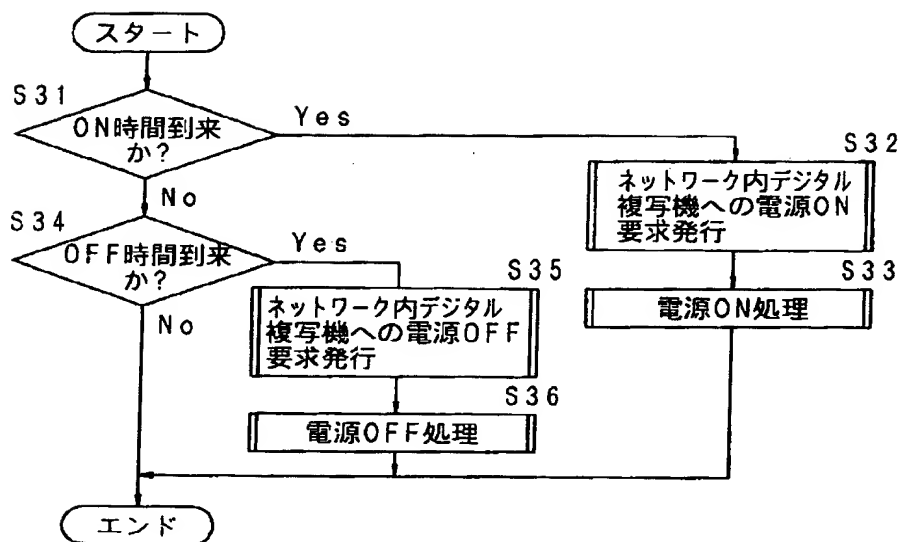 スタート
S31
ON時間到来
か?
Yes
No
S32
ネットワーク内デジタル
複写機への電源ON
要求発行
S33
電源ON処理
S34
OFF時間到来
か?
Yes
No
S35
ネットワーク内デジタル
複写機への電源OFF
要求発行
S36
電源OFF処理
エンド